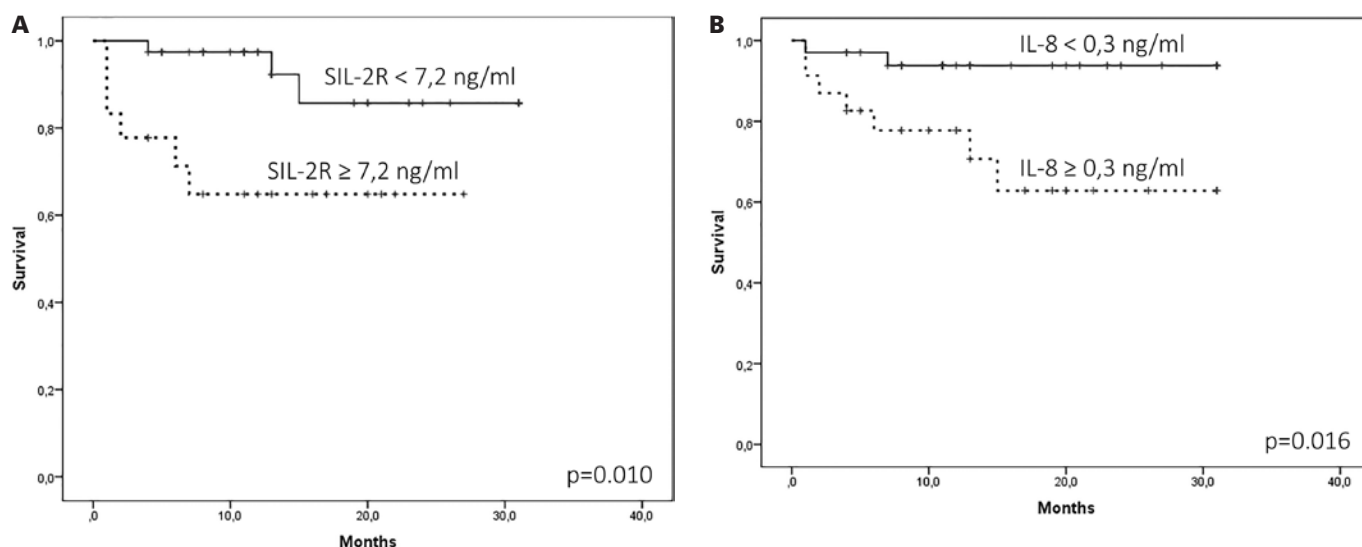 A
Survival
1,0
0,8
0,6
0,4
0,2
0,0
SIL-2R < 7,2 ng/ml
SIL-2R ≥ 7,2 ng/ml
p=0.010
,0
10,0
20,0
30,0
40,0
Months
B
Survival
1,0
0,8
0,6
0,4
0,2
0,0
IL-8 < 0,3 ng/ml
IL-8 ≥ 0,3 ng/ml
p=0.016
,0
10,0
20,0
30,0
40,0
Months